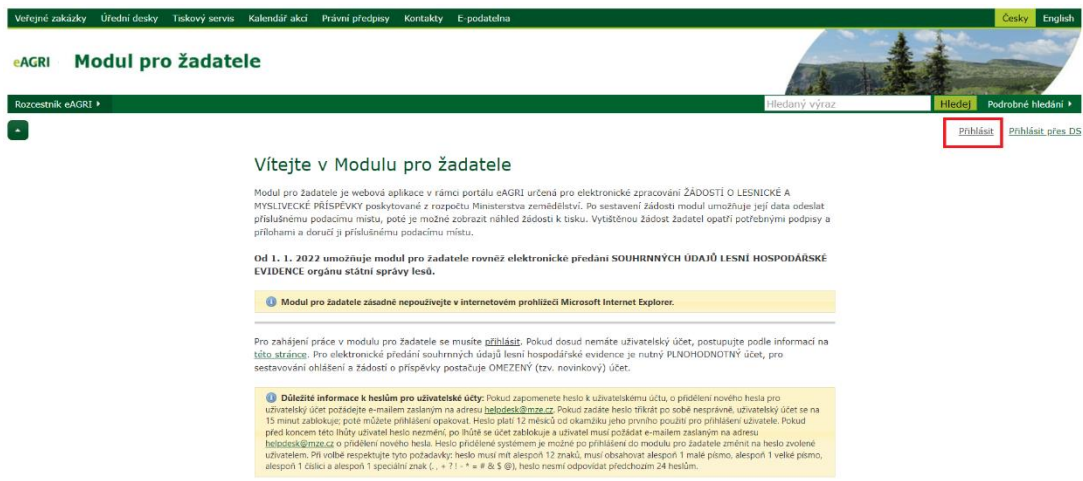 Veřejné zakázky Úřední desky Tiskový servis Kalendář akcí Právní předpisy Kontakty E-podatelna Česky English
eAGRI Modul pro žadatele
Rozcestník eAGRI Hledaný výraz Hledej Podrobné hledání
Přihlásit Přihlásit přes DS
Vítejte v Modulu pro žadatele
Modul pro žadatele je webová aplikace v rámci portálu eAGRI určená pro elektronické zpracování ŽÁDOSTÍ O LESNICKÉ A
MYSLIVECKÉ PŘÍSPĚVKY poskytované z rozpočtu Ministerstva zemědělství. Po sestavení žádosti modul umožňuje její data odeslat
příslušnému podacímu místu, poté je možné zobrazit náhled žádosti k tisku. Vytištěnou žádost žadatel opatří potřebnými podpisy a
přílohami a doručí ji příslušnému podacímu místu.
Od 1. 1. 2022 umožňuje modul pro žadatele rovněž elektronické předání SOUHRNNÝCH ÚDAJŮ LESNÍ HOSPODÁŘSKÉ
EVIDENCE orgánu státní správy lesů.
Modul pro žadatele zásadně nepoužívejte v internetovém prohlížeči Microsoft Internet Explorer.
Pro zahájení práce v modulu pro žadatele se musíte přihlásit. Pokud dosud nemáte uživatelský účet, postupujte podle informací na
této stránce. Pro elektronické předání souhrnných údajů lesní hospodářské evidence je nutný PLNOHODNOTNÝ účet, pro
sestavování ohlášení a žádostí o příspěvky postačuje OMEZENÝ (tzv. novinkový) účet.
Důležité informace k heslům pro uživatelské účty: Pokud zapomenete heslo k uživatelskému účtu, o přidělení nového hesla pro
uživatelský účet požádejte e-mailem zaslaným na adresu helpdesk@mze.cz. Pokud zadáte heslo třikrát po sobě nesprávně, uživatelský účet se na
15 minut zablokuje; poté můžete přihlášení opakovat. Heslo platí 12 měsíců od okamžiku jeho prvního použití pro přihlášení uživatele. Pokud
před koncem této lhůty uživatel heslo nezmění, po lhůtě se účet zablokuje a uživatel musí požádat e-mailem zaslaným na adresu
helpdesk@mze.cz o přidělení nového hesla. Heslo přidělené systémem je možné po přihlášení do modulu pro žadatele změnit na heslo zvolené
uživatelem. Při volbě respektujte tyto požadavky: heslo musí mít alespoň 12 znaků, musí obsahovat alespoň 1 malé písmo, alespoň 1 velké písmo,
alespoň 1 číslici a alespoň 1 speciální znak (. , + ? ! - * = # & $ @), heslo nesmí odpovídat předchozím 24 heslům.